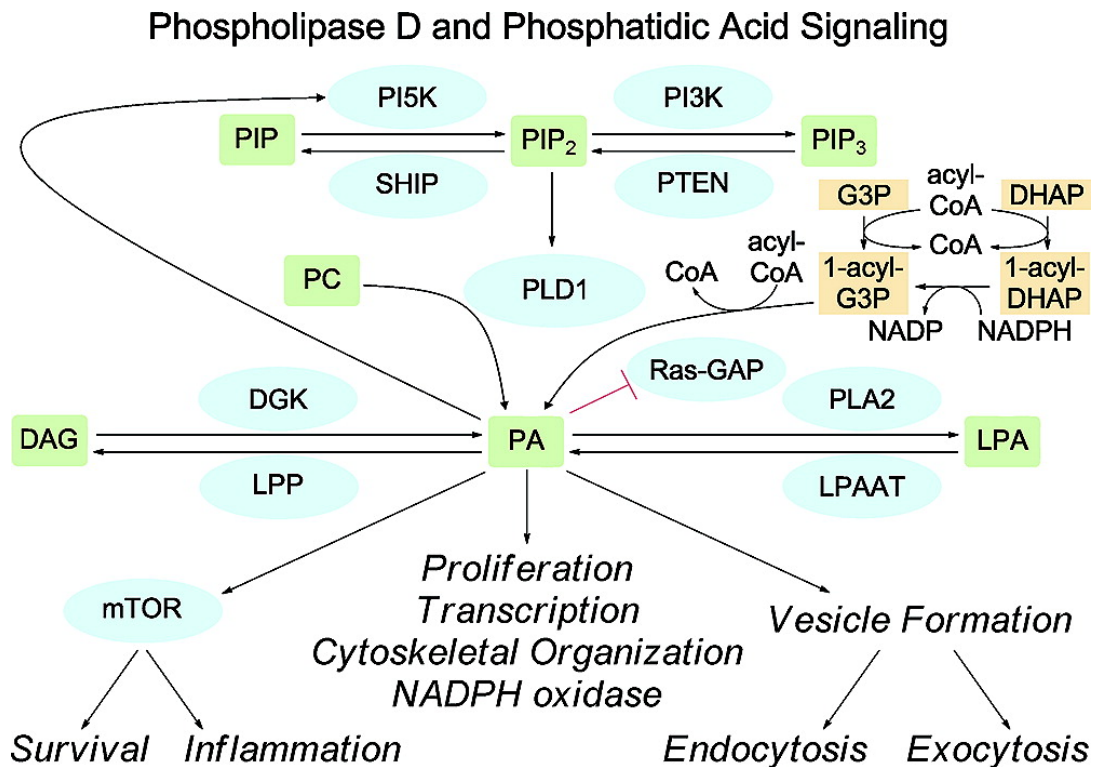 Phospholipase D and Phosphatidic Acid Signaling
PI5K
PI3K
PIP
PIP₂
PIP₃
SHIP
PTEN
G3P
acyl-
CoA
DHAP
CoA
PC
PLD1
CoA
acyl-
CoA
1-acyl-
G3P
1-acyl-
DHAP
NADP
NADPH
Ras-GAP
DGK
PLA2
DAG
PA
LPA
LPP
LPAAT
mTOR
Proliferation
Transcription
Cytoskeletal Organization
NADPH oxidase
Vesicle Formation
Survival
Inflammation
Endocytosis
Exocytosis